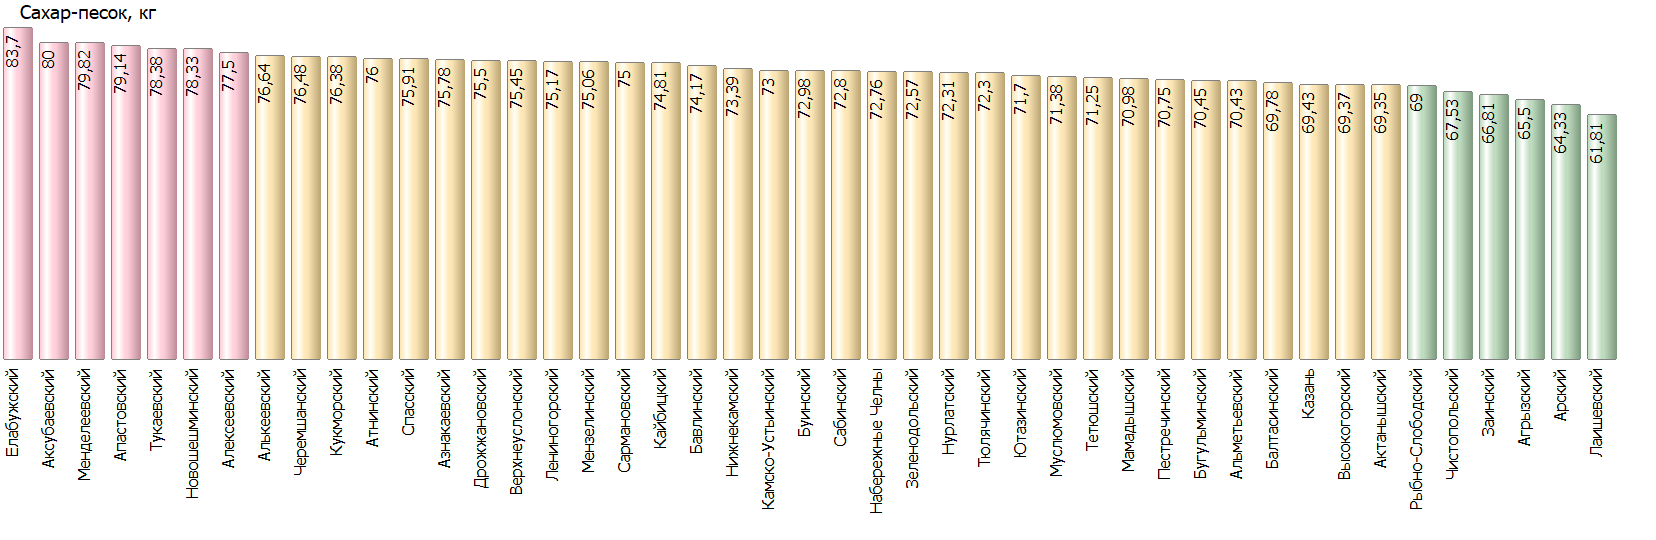 Сахар-песок, кг
83,7
80
79,82
79,14
78,38
78,33
77,5
76,64
76,48
76,38
76
75,91
75,78
75,5
75,45
75,17
75,06
75
74,81
74,17
73,39
73
72,98
72,8
72,76
72,57
72,31
72,3
71,7
71,38
71,25
70,98
70,75
70,45
70,43
69,78
69,43
69,37
69,35
69
67,53
66,81
65,5
64,33
61,81
Елабужский
Аксубаевский
Менделеевский
Апастовский
Тукаевский
Новошешминский
Алексеевский
Алькеевский
Черемшанский
Кукморский
Атнинский
Спасский
Азнакаевский
Дрожжановский
Верхнеуслонский
Лениногорский
Мензелинский
Сармановский
Кайбицкий
Бавлинский
Нижнекамский
Камско-Устьинский
Буинский
Сабинский
Набережные Челны
Зеленодольский
Нурлатский
Тюлячинский
Ютазинский
Муслюмовский
Тетюшский
Мамадышский
Пестречинский
Бугульминский
Альметьевский
Балтасинский
Казань
Высокогорский
Актанышский
Рыбно-Слободский
Чистопольский
Заинский
Агрызский
Арский
Лаишевский